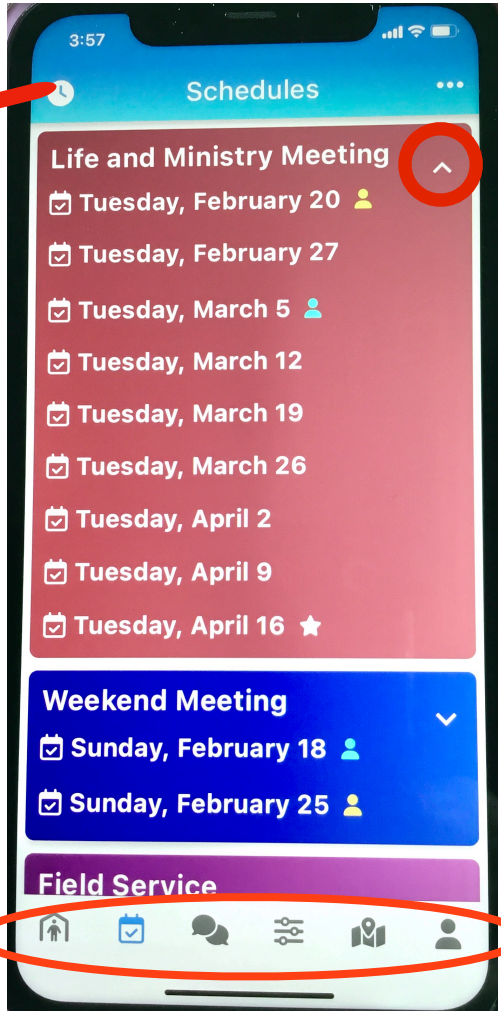 3:57
Schedules
Life and Ministry Meeting
Tuesday, February 20
Tuesday, February 27
Tuesday, March 5
Tuesday, March 12
Tuesday, March 19
Tuesday, March 26
Tuesday, April 2
Tuesday, April 9
Tuesday, April 16
Weekend Meeting
Sunday, February 18
Sunday, February 25
Field Service